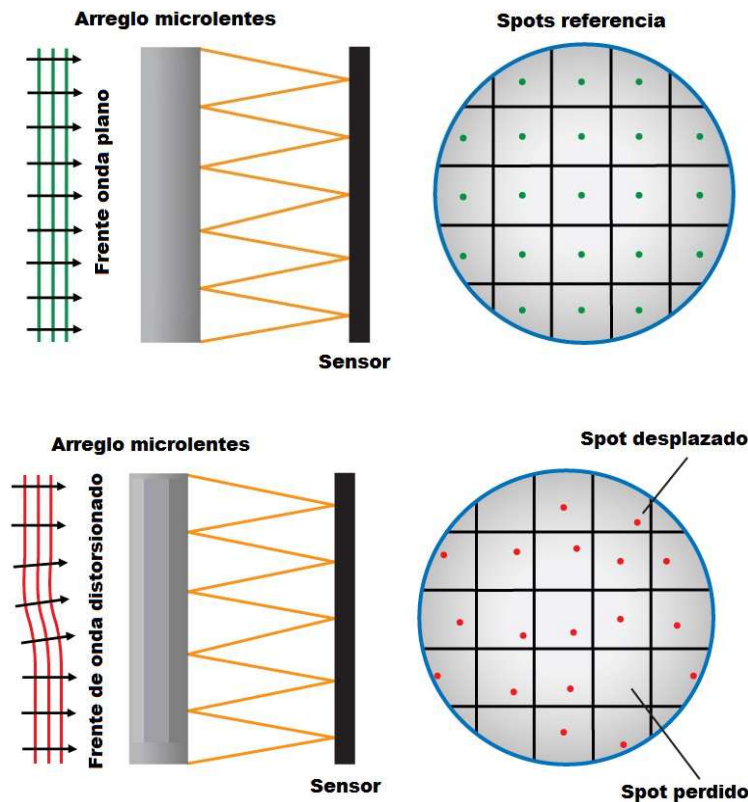 Arreglo microlentes
Spots referencia
Frente onda plano
Sensor
Arreglo microlentes
Spot desplazado
Frente de onda distorsionado
Sensor
Spot perdido